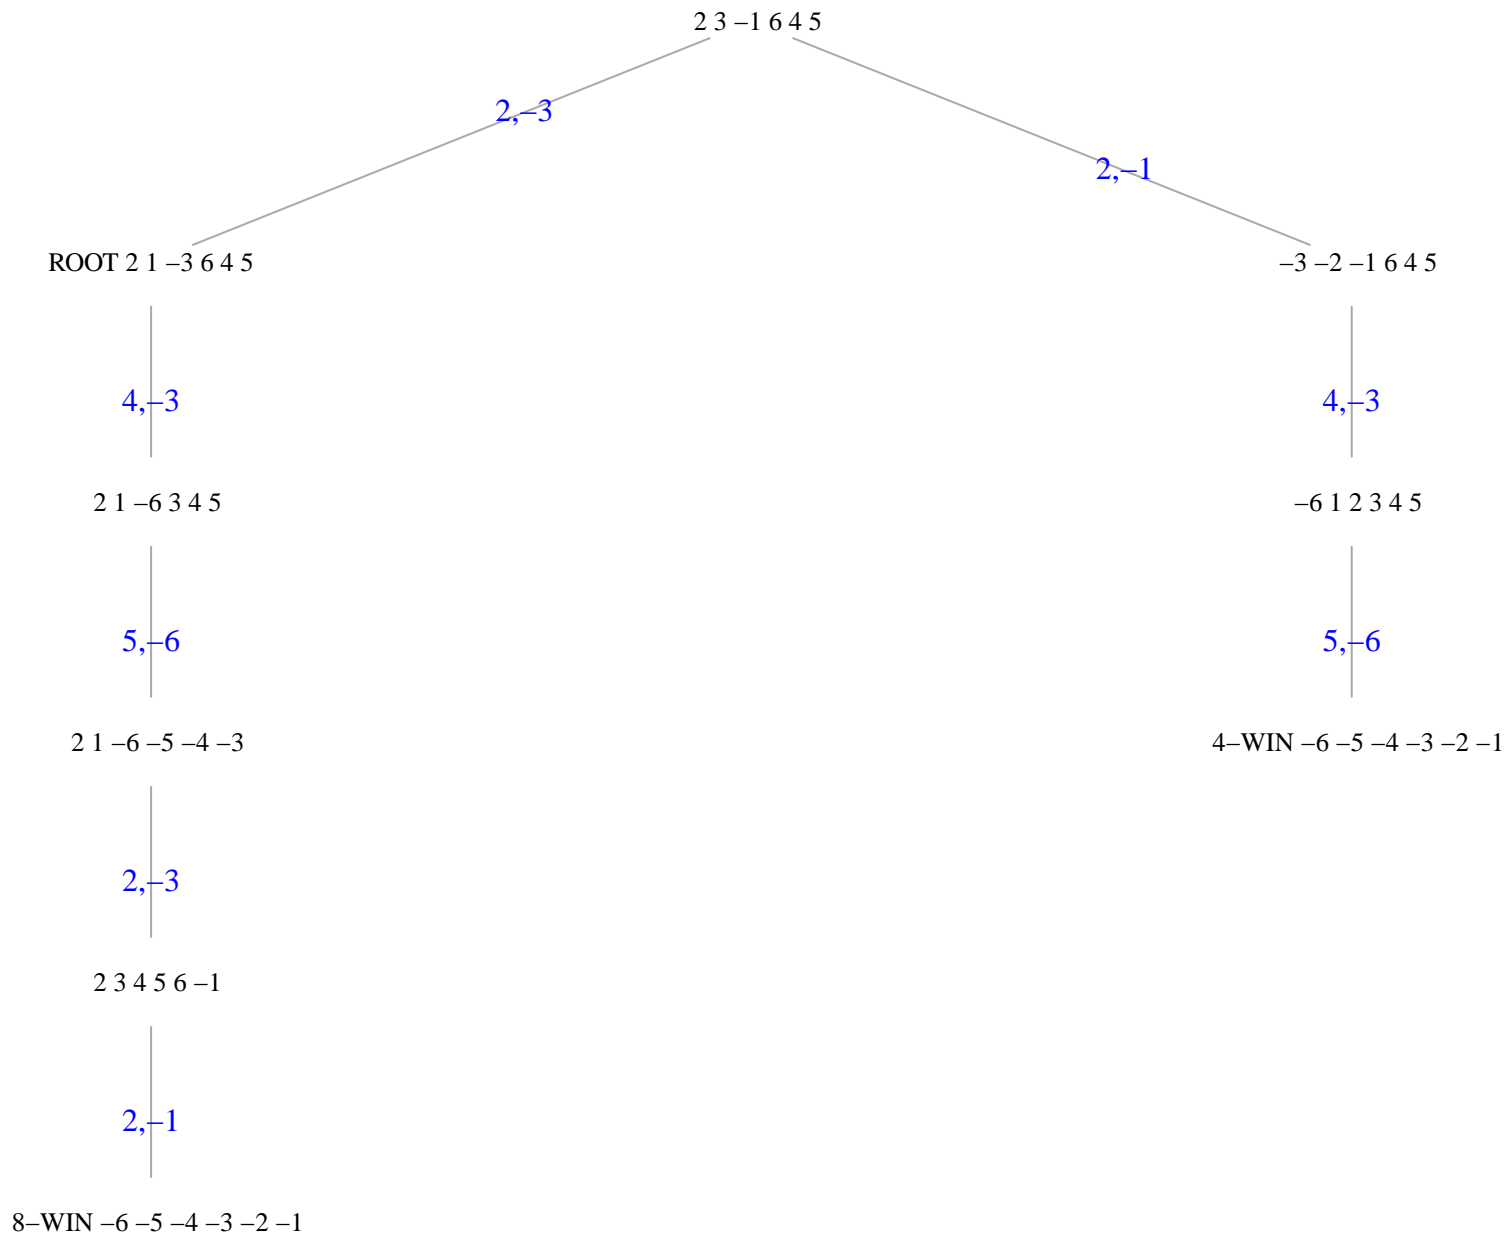 2 3 –1 6 4 5
2,–3
2,–1
ROOT 2 1 –3 6 4 5
–3 –2 –1 6 4 5
4,–3
4,–3
2 1 –6 3 4 5
–6 1 2 3 4 5
5,–6
5,–6
2 1 –6 –5 –4 –3
4–WIN –6 –5 –4 –3 –2 –1
2,–3
2 3 4 5 6 –1
2,–1
8–WIN –6 –5 –4 –3 –2 –1